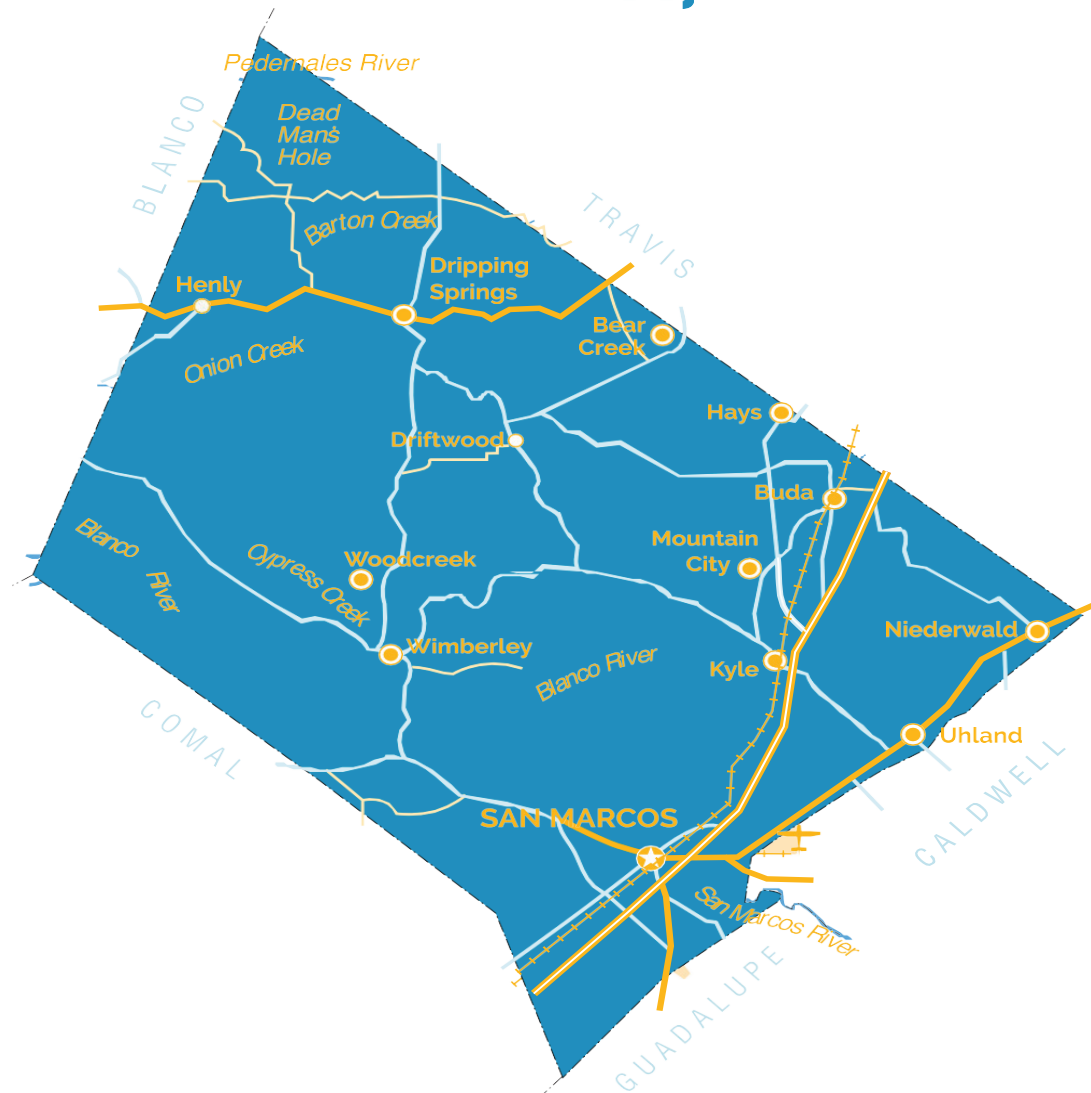 Pedernales River
BLANCO
Dead
Man's
Hole
TRAVIS
Barton Creek
Dripping
Springs
Henly
Bear
Creek
Onion Creek
Hays
Driftwood
Buda
Blanco
River
Cypress Creek
Woodcreek
Mountain
City
Niederwald
Wimberley
Blanco River
Kyle
COMAL
Uhland
CALDWELL
SAN MARCOS
San Marcos River
GUADALUPE